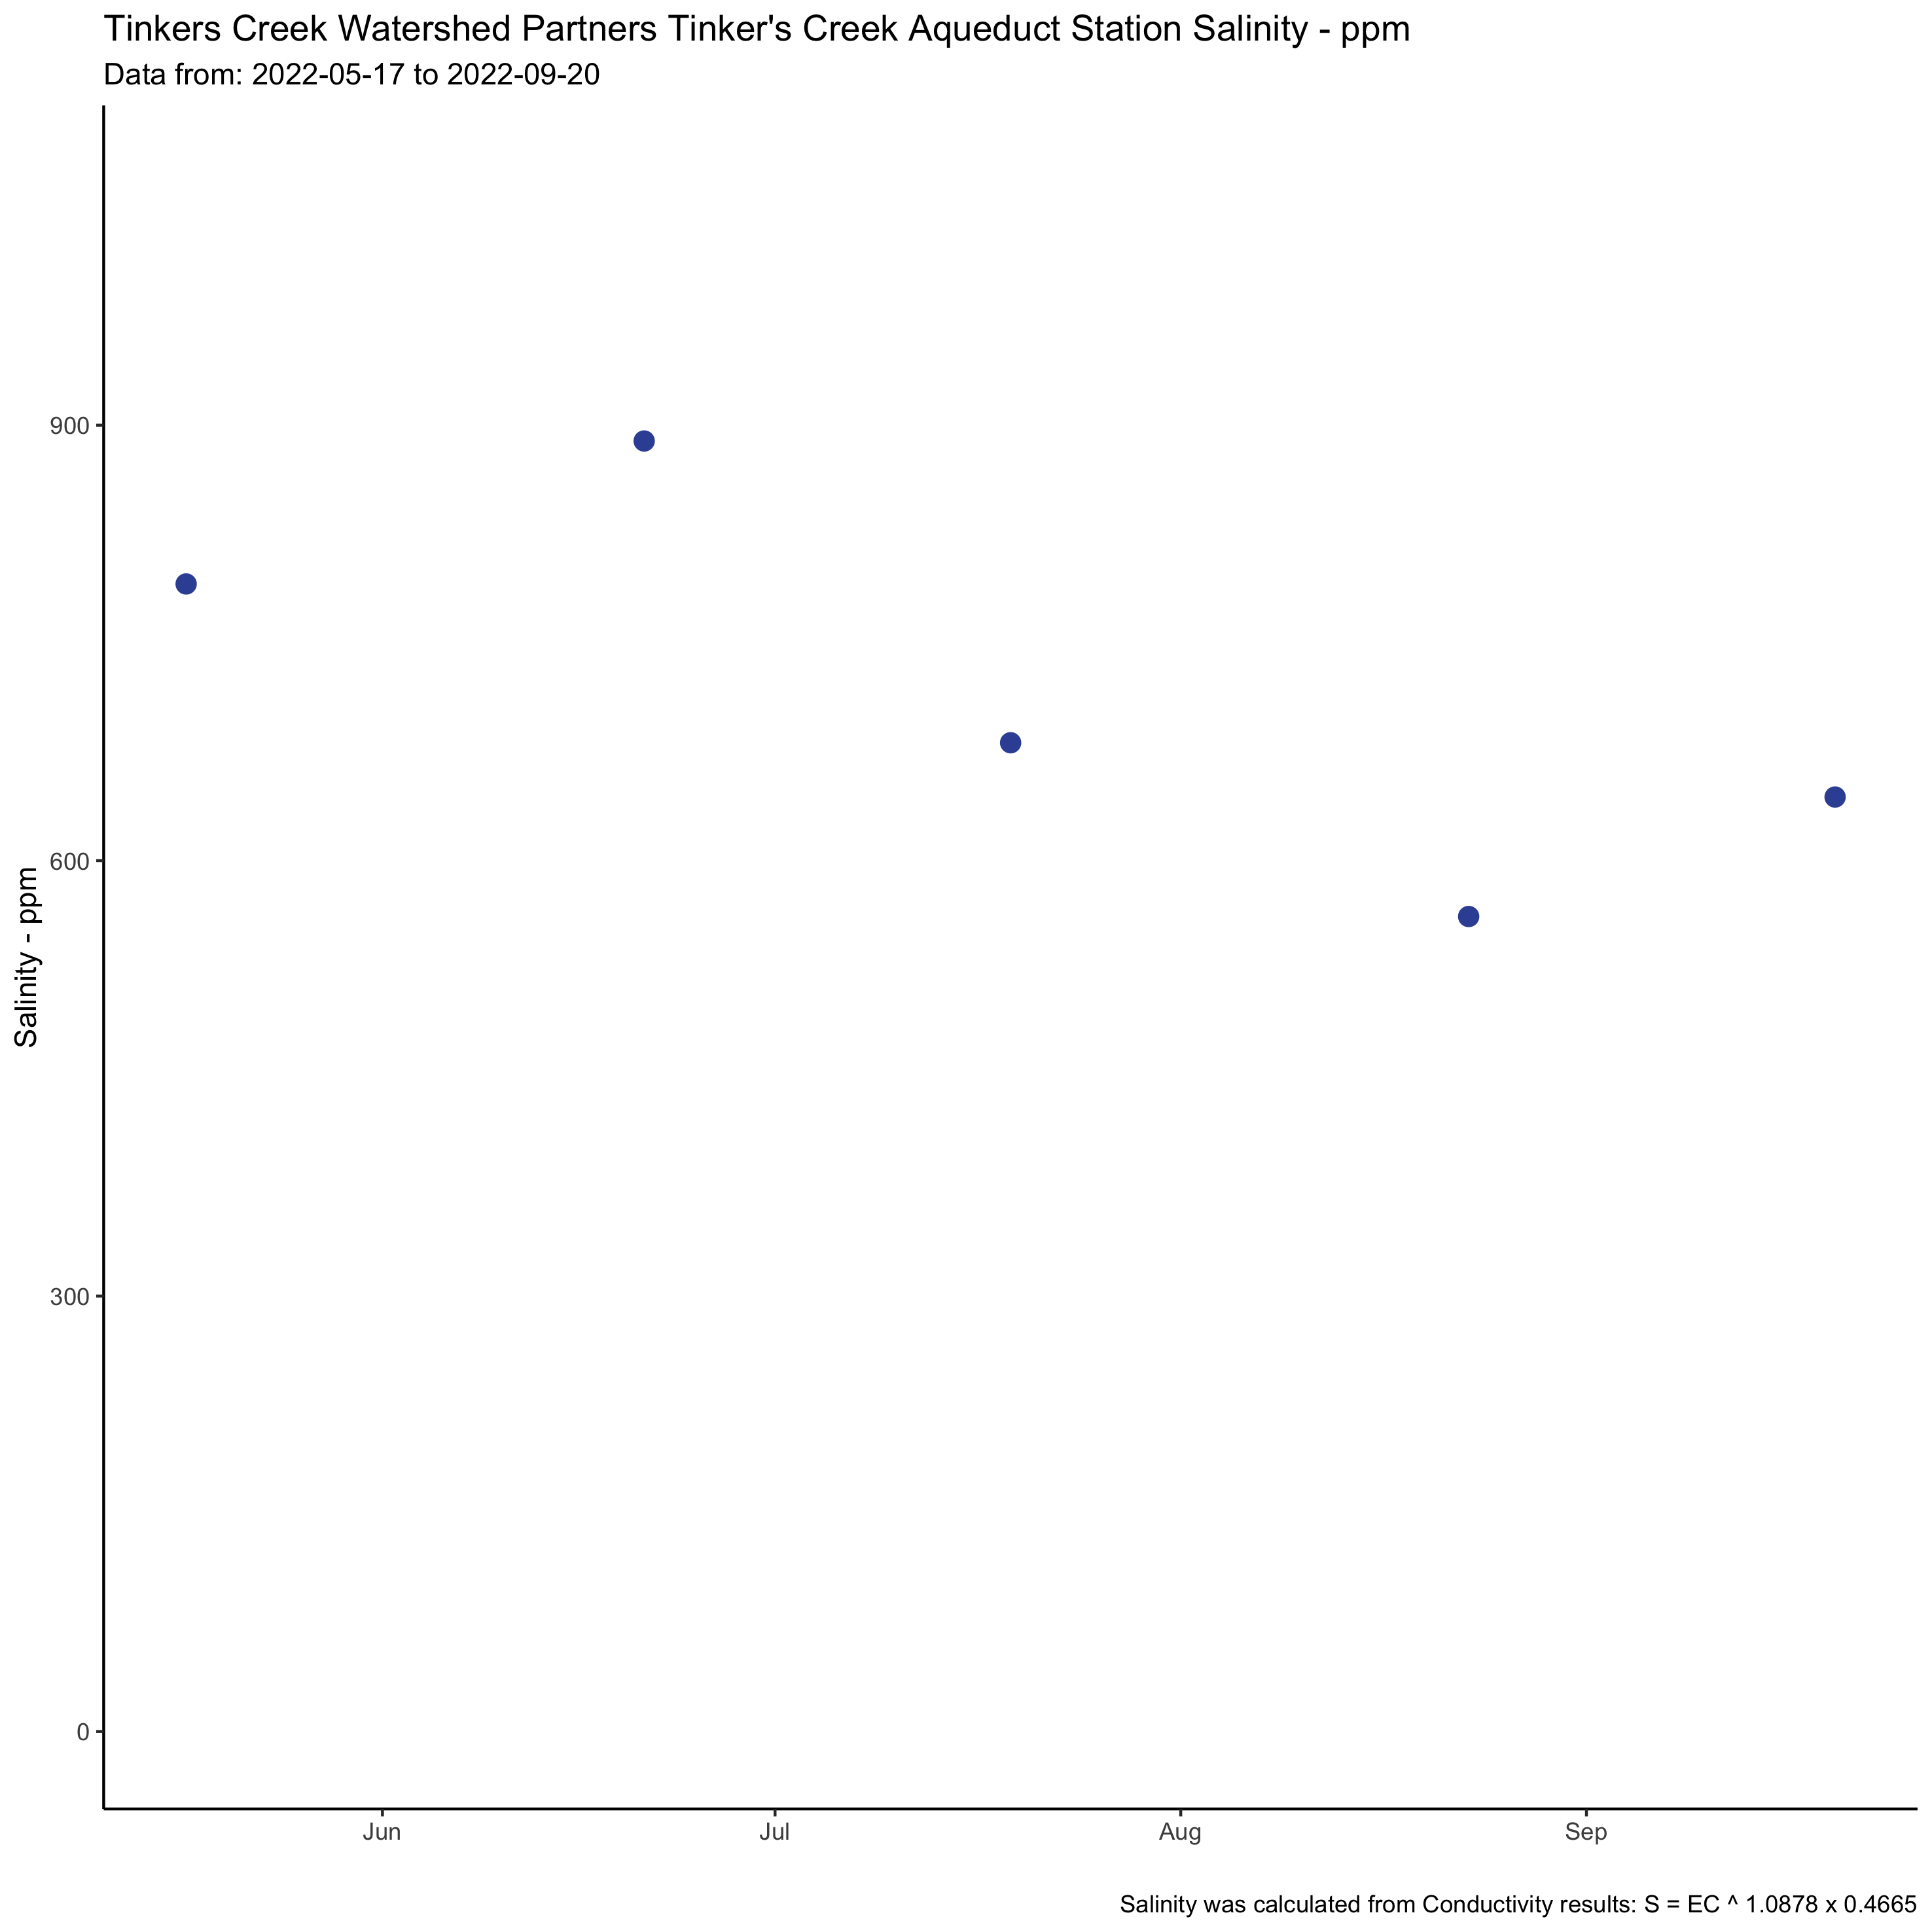 Tinkers Creek Watershed Partners Tinker's Creek Aqueduct Station Salinity - ppm
Data from: 2022-05-17 to 2022-09-20
Salinity - ppm
900
600
300
0
Jun Jul Aug Sep
Salinity was calculated from Conductivity results: S = EC ^ 1.0878 x 0.4665